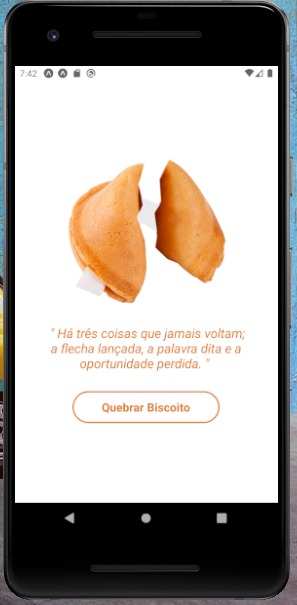 7:42
" Há três coisas que jamais voltam;
a flecha lançada, a palavra dita e a
oportunidade perdida. "
Quebrar Biscoito